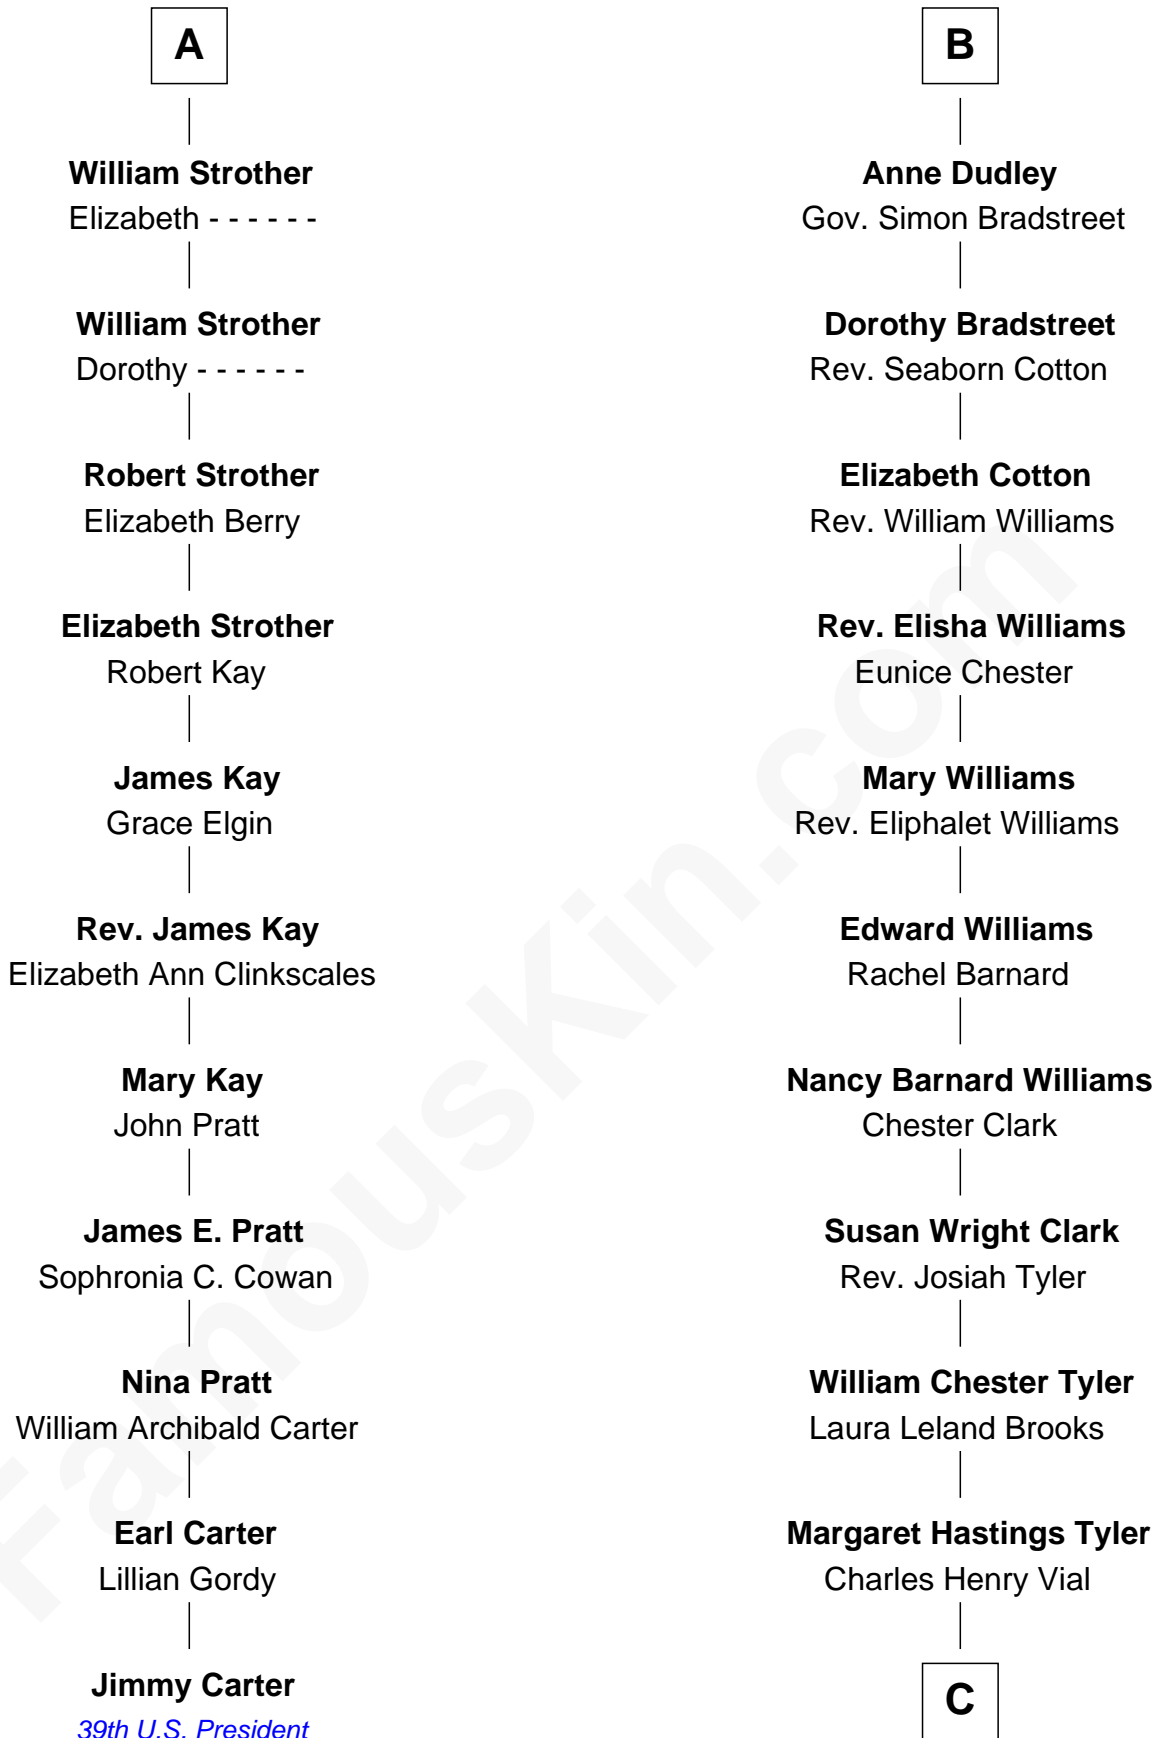 A
William Strother
Elizabeth - - - - - -
William Strother
Dorothy - - - - - -
Robert Strother
Elizabeth Berry
Elizabeth Strother
Robert Kay
James Kay
Grace Elgin
Rev. James Kay
Elizabeth Ann Clinkscales
Mary Kay
John Pratt
James E. Pratt
Sophronia C. Cowan
Nina Pratt
William Archibald Carter
Earl Carter
Lillian Gordy
Jimmy Carter
39th U.S. President
B
Anne Dudley
Gov. Simon Bradstreet
Dorothy Bradstreet
Rev. Seaborn Cotton
Elizabeth Cotton
Rev. William Williams
Rev. Elisha Williams
Eunice Chester
Mary Williams
Rev. Eliphalet Williams
Edward Williams
Rachel Barnard
Nancy Barnard Williams
Chester Clark
Susan Wright Clark
Rev. Josiah Tyler
William Chester Tyler
Laura Leland Brooks
Margaret Hastings Tyler
Charles Henry Vial
C
FamousKin.com